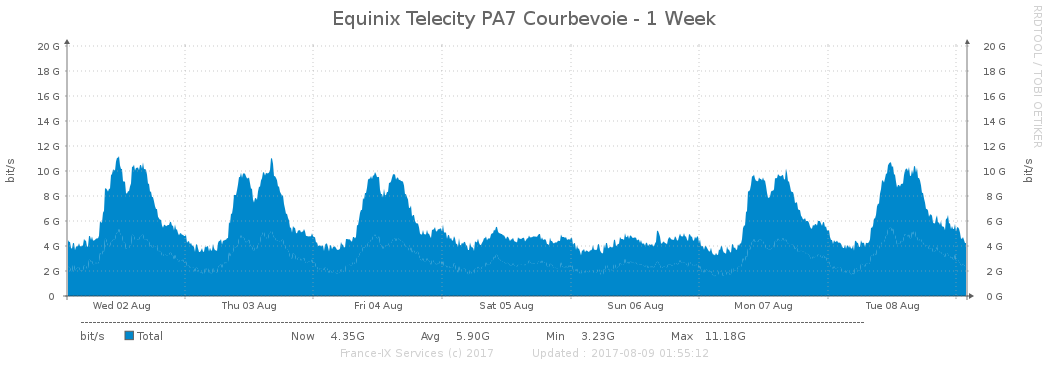 Equinix Telecity PA7 Courbevoie - 1 Week
RRDTOOL / TOBI OETIKER
bit/s
20 G
18 G
16 G
14 G
12 G
10 G
8 G
6 G
4 G
2 G
0
20 G
18 G
16 G
14 G
12 G
10 G
8 G
6 G
4 G
2 G
0 G
bit/s
Wed 02 Aug Thu 03 Aug Fri 04 Aug Sat 05 Aug Sun 06 Aug Mon 07 Aug Tue 08 Aug
bit/s Total Now 4.35G Avg 5.90G Min 3.23G Max 11.18G
France-IX Services (c) 2017 Updated : 2017-08-09 01:55:12